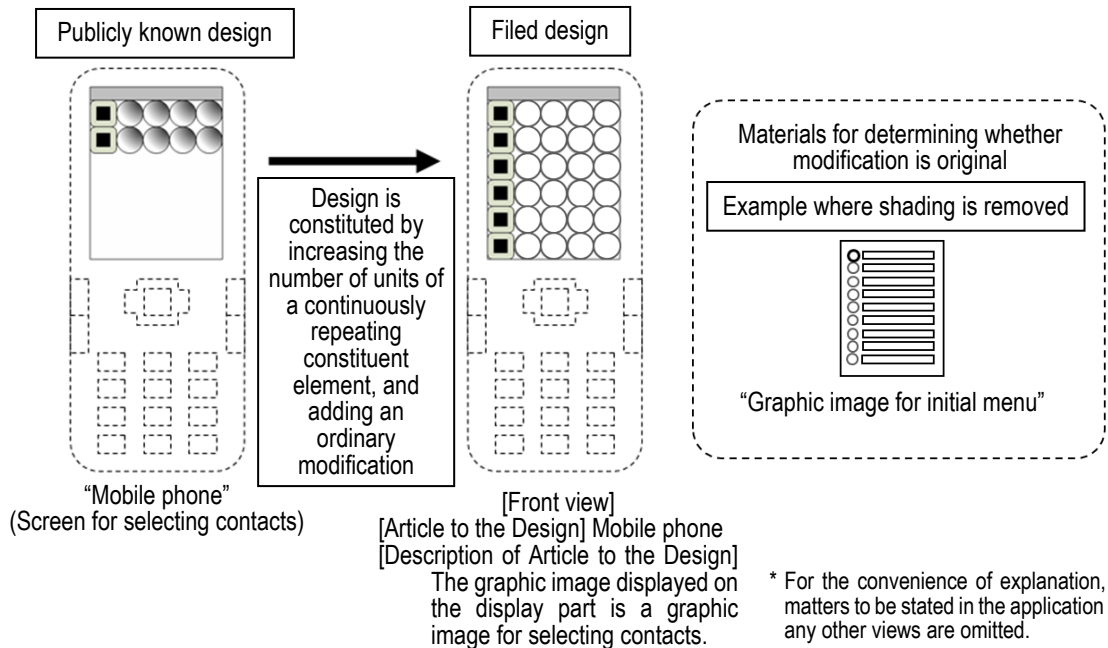 Publicly known design
Filed design
Design is
constituted by
increasing the
number of units of
a continuously
repeating
constituent
element, and
adding an
ordinary
modification
Materials for determining whether
modification is original
Example where shading is removed
“Graphic image for initial menu”
“Mobile phone”
(Screen for selecting contacts)
[Front view]
[Article to the Design] Mobile phone
[Description of Article to the Design]
The graphic image displayed on
the display part is a graphic
image for selecting contacts.
* For the convenience of explanation,
matters to be stated in the application
any other views are omitted.